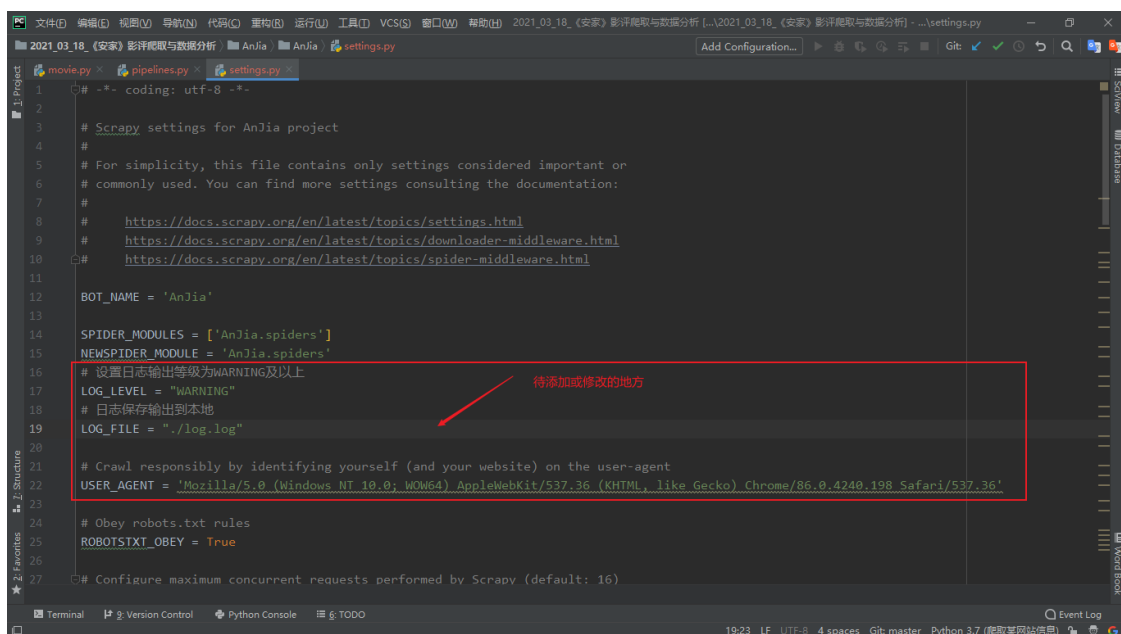 PC 文件(F) 编辑(E) 视图(V) 导航(N) 代码(C) 重构(R) 运行(U) 工具(T) VCS(S) 窗口(W) 帮助(H) 2021_03_18_《安家》影评爬取与数据分析 [...\2021_03_18_《安家》影评爬取与数据分析] - ...\settings.py
2021_03_18_《安家》影评爬取与数据分析 AnJia AnJia settings.py Add Configuration... Git:
movie.py pipelines.py settings.py
1: Project
SciView
Database
1 # -*- coding: utf-8 -*-
2
3 # Scrapy settings for AnJia project
4 #
5 # For simplicity, this file contains only settings considered important or
6 # commonly used. You can find more settings consulting the documentation:
7 #
8 #     https://docs.scrapy.org/en/latest/topics/settings.html
9 #     https://docs.scrapy.org/en/latest/topics/downloader-middleware.html
10 #     https://docs.scrapy.org/en/latest/topics/spider-middleware.html
11
12 BOT_NAME = 'AnJia'
13
14 SPIDER_MODULES = ['AnJia.spiders']
15 NEWSPIDER_MODULE = 'AnJia.spiders'
16 # 设置日志输出等级为WARNING及以上
17 LOG_LEVEL = "WARNING"
待添加或修改的地方
18 # 日志保存输出到本地
19 LOG_FILE = "./log.log"
20
21 # Crawl responsibly by identifying yourself (and your website) on the user-agent
22 USER_AGENT = 'Mozilla/5.0 (Windows NT 10.0; WOW64) AppleWebKit/537.36 (KHTML, like Gecko) Chrome/86.0.4240.198 Safari/537.36'
23
24 # Obey robots.txt rules
25 ROBOTSTXT_OBEY = True
26
27 # Configure maximum concurrent requests performed by Scrapy (default: 16)
7: Structure
2: Favorites
Word Book
Terminal 9: Version Control Python Console 6: TODO Event Log
19:23 LF UTF-8 4 spaces Git: master Python 3.7 (爬取某网站信息)